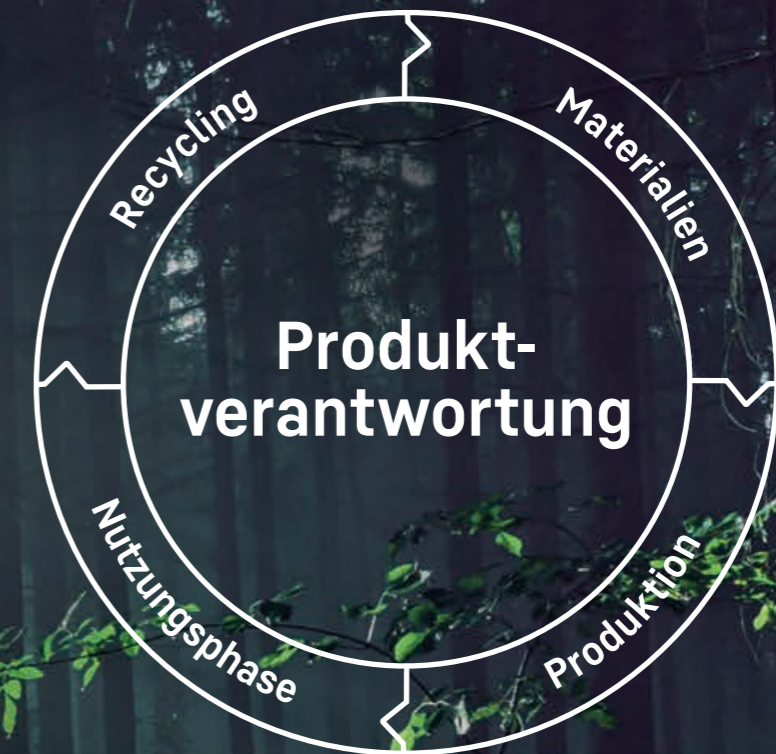 Produkt-
verantwortung
Materialien
Produktion
Nutzungsphase
Recycling